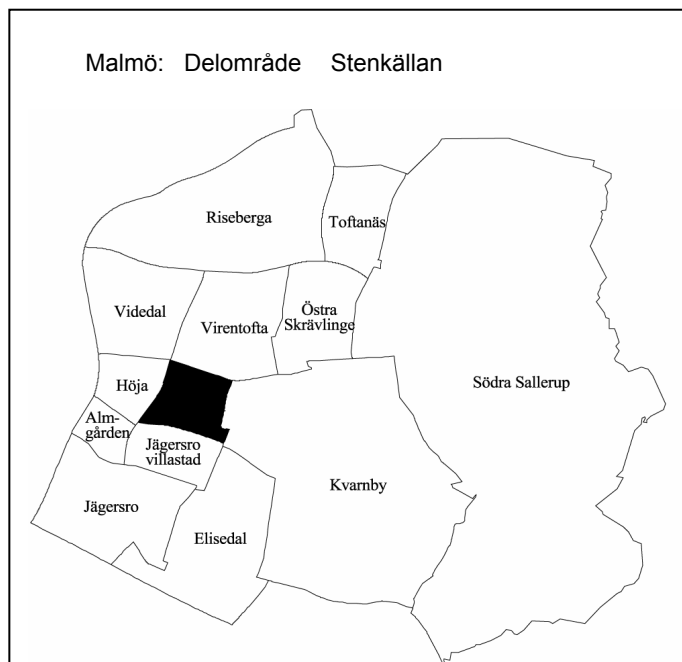 Malmö: Delområde Stenkällan
Riseberga
Toftanäs
Videdal
Virentofta
Östra
Skrävlinge
Södra Sallerup
Höja
Alm-
gården
Jägersro
villastad
Kvarnby
Jägersro
Elisedal